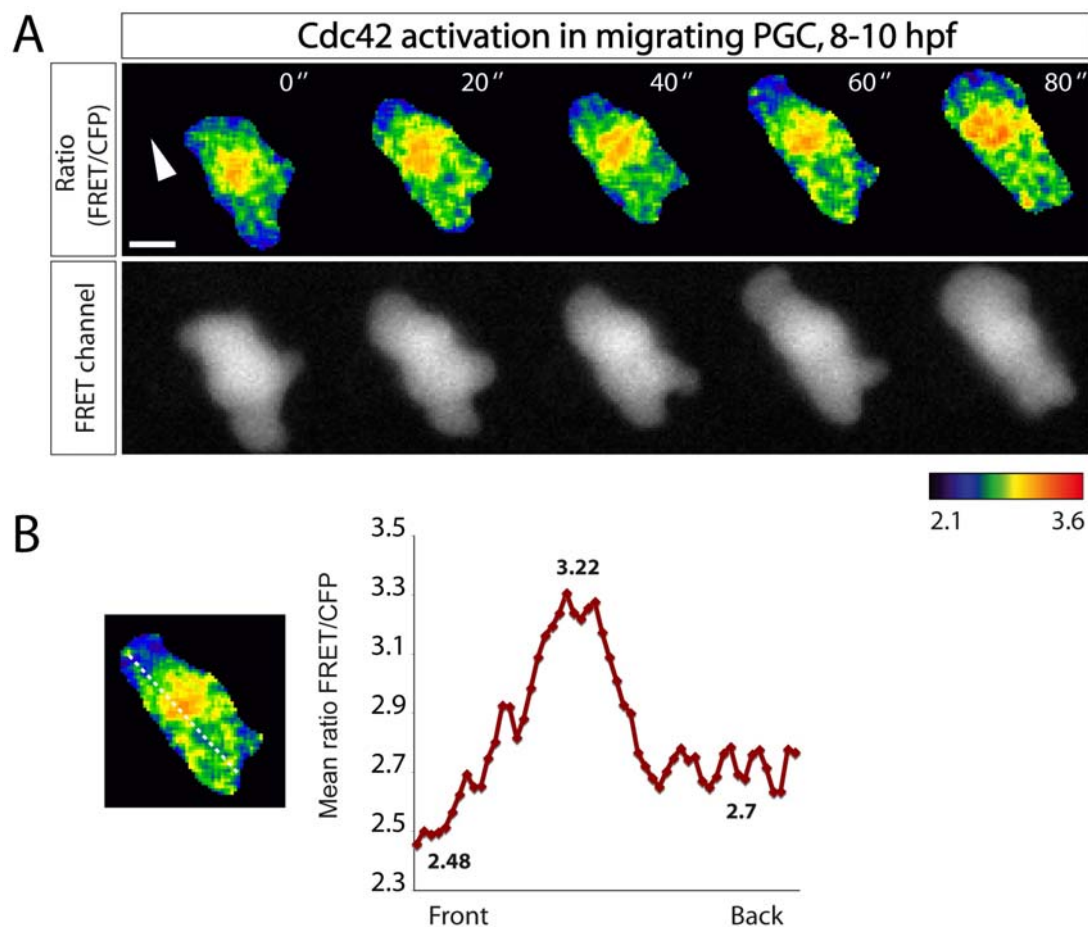 A
Cdc42 activation in migrating PGC, 8-10 hpf
Ratio
(FRET/CFP)
0″
20″
40″
60″
80″
FRET channel
2.1
3.6
B
Mean ratio FRET/CFP
3.5
3.3
3.1
2.9
2.7
2.5
2.3
3.22
2.48
2.7
Front
Back